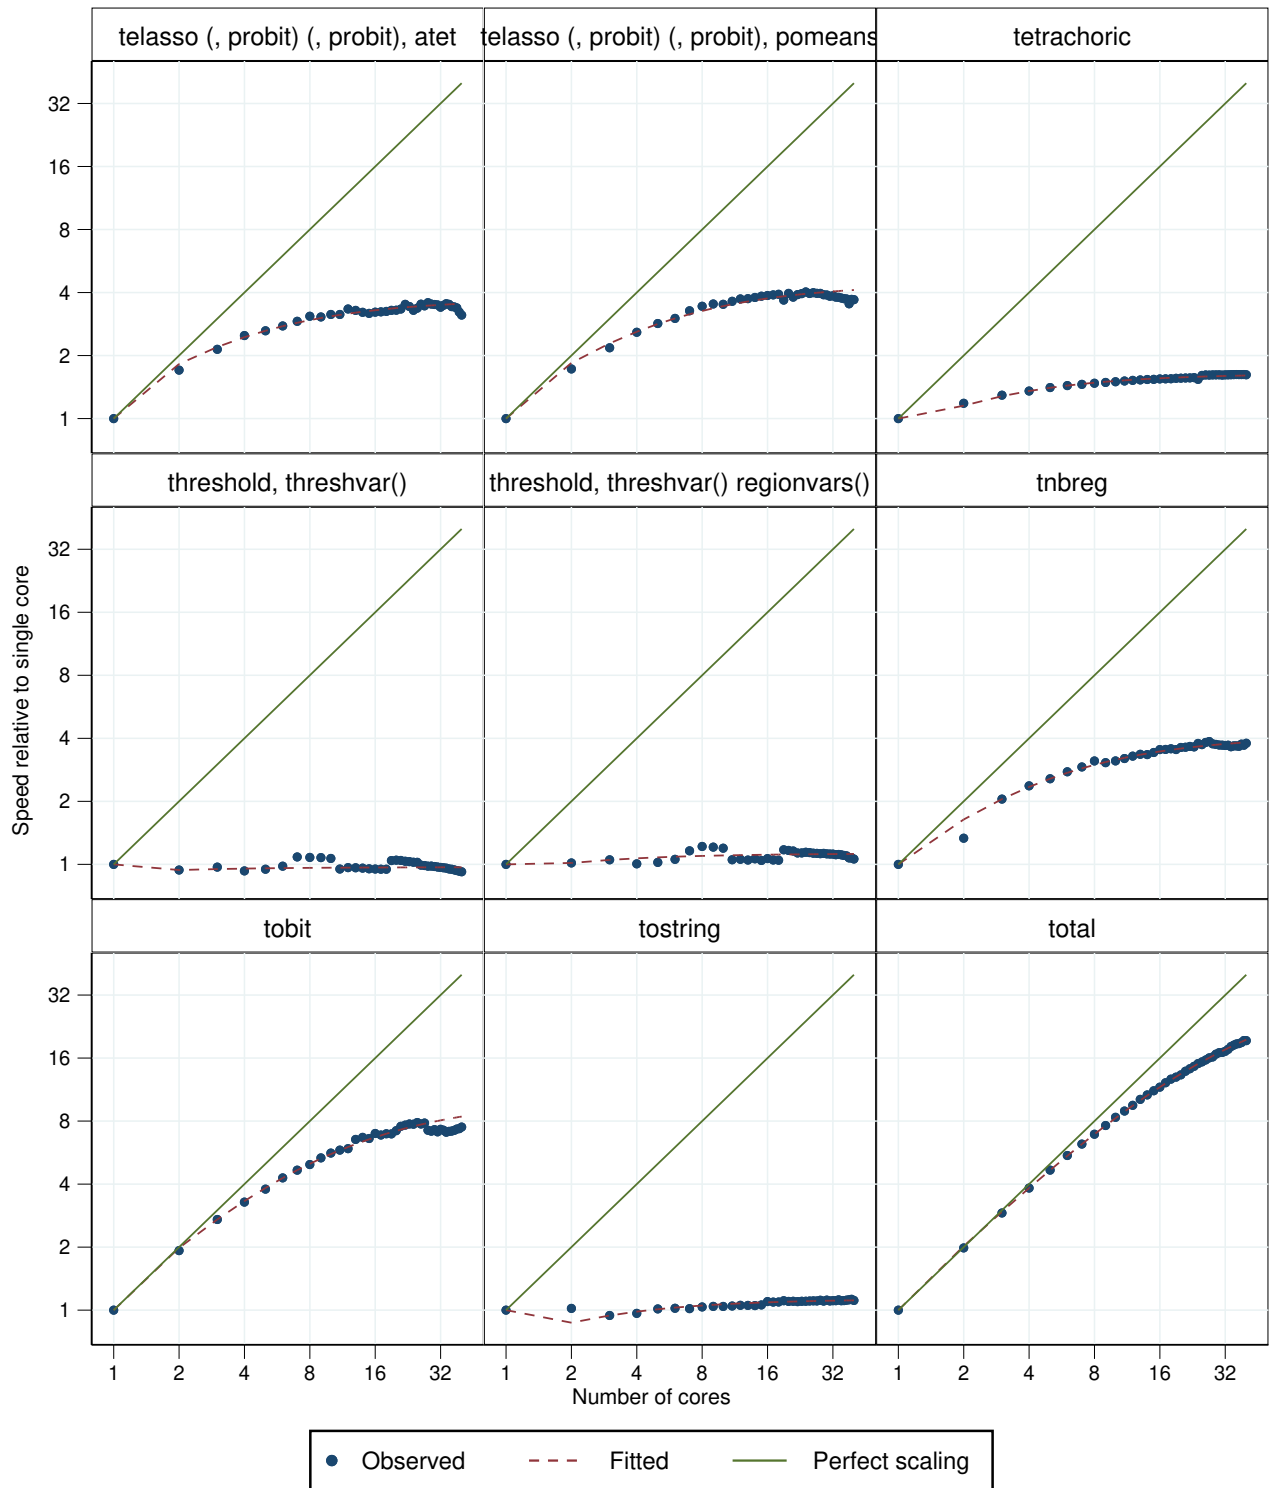 telasso (, probit) (, probit), atet
telasso (, probit) (, probit), pomeans
tetrachoric
32
16
8
4
2
1
threshold, threshvar()
threshold, threshvar() regionvars()
tnbreg
32
16
8
4
2
1
Speed relative to single core
tobit
tostring
total
32
16
8
4
2
1
1 2 4 8 16 32
1 2 4 8 16 32
1 2 4 8 16 32
Number of cores
Observed
Fitted
Perfect scaling